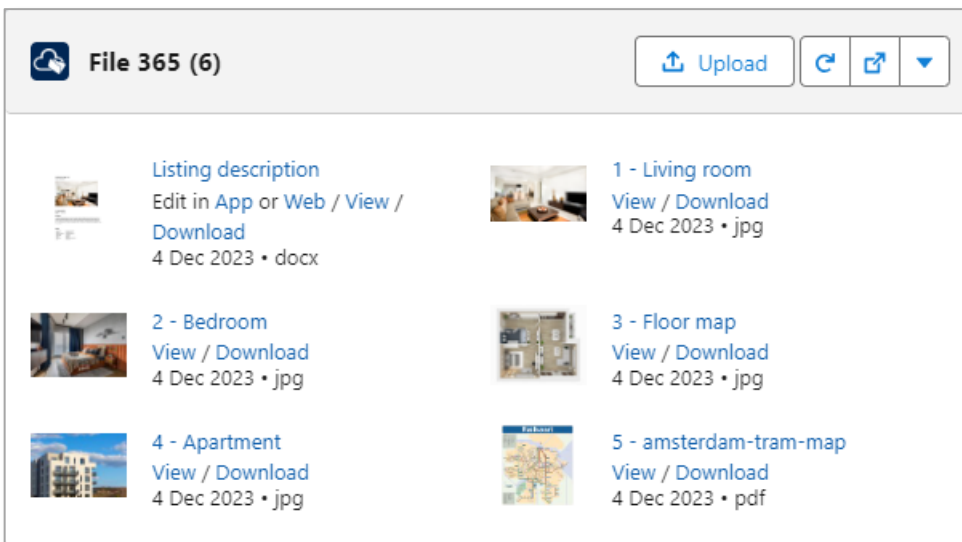 File 365 (6)
Upload
Listing description
Edit in App or Web / View /
Download
4 Dec 2023 • docx
1 - Living room
View / Download
4 Dec 2023 • jpg
2 - Bedroom
View / Download
4 Dec 2023 • jpg
3 - Floor map
View / Download
4 Dec 2023 • jpg
4 - Apartment
View / Download
4 Dec 2023 • jpg
5 - amsterdam-tram-map
View / Download
4 Dec 2023 • pdf